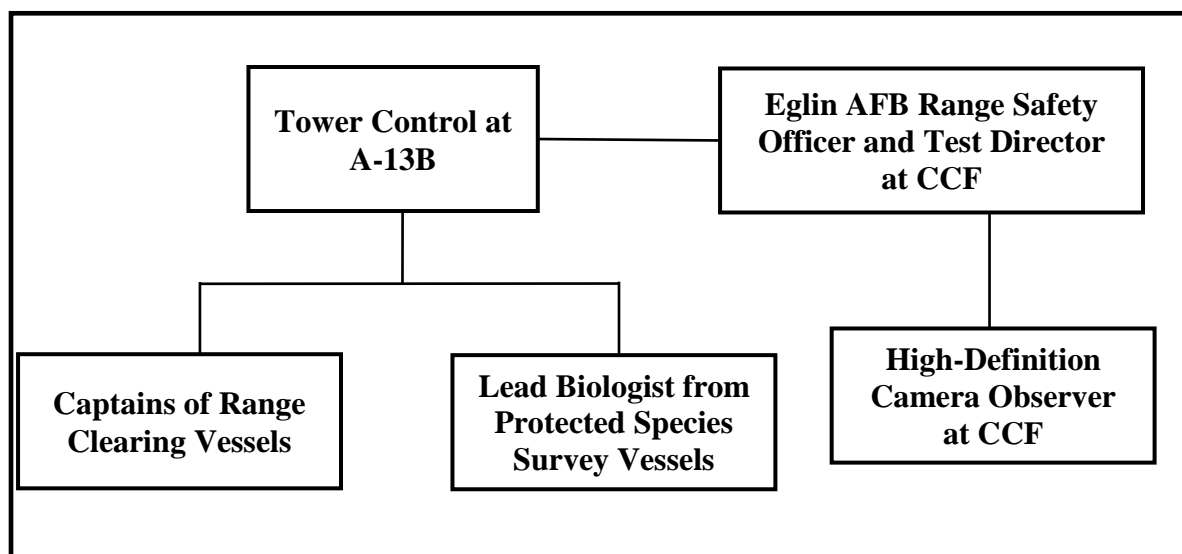 Tower Control at
A-13B
Eglin AFB Range Safety
Officer and Test Director
at CCF
Captains of Range
Clearing Vessels
Lead Biologist from
Protected Species
Survey Vessels
High-Definition
Camera Observer
at CCF